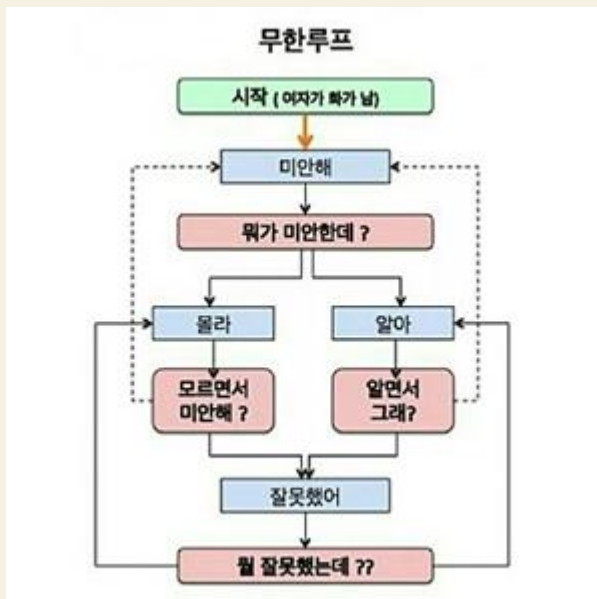 무한루프
시작 ( 여자가 화가 남)
미안해
뭐가 미안한데 ?
몰라
알아
모르면서
미안해 ?
알면서
그래?
잘못했어
뭘 잘못했는데 ??